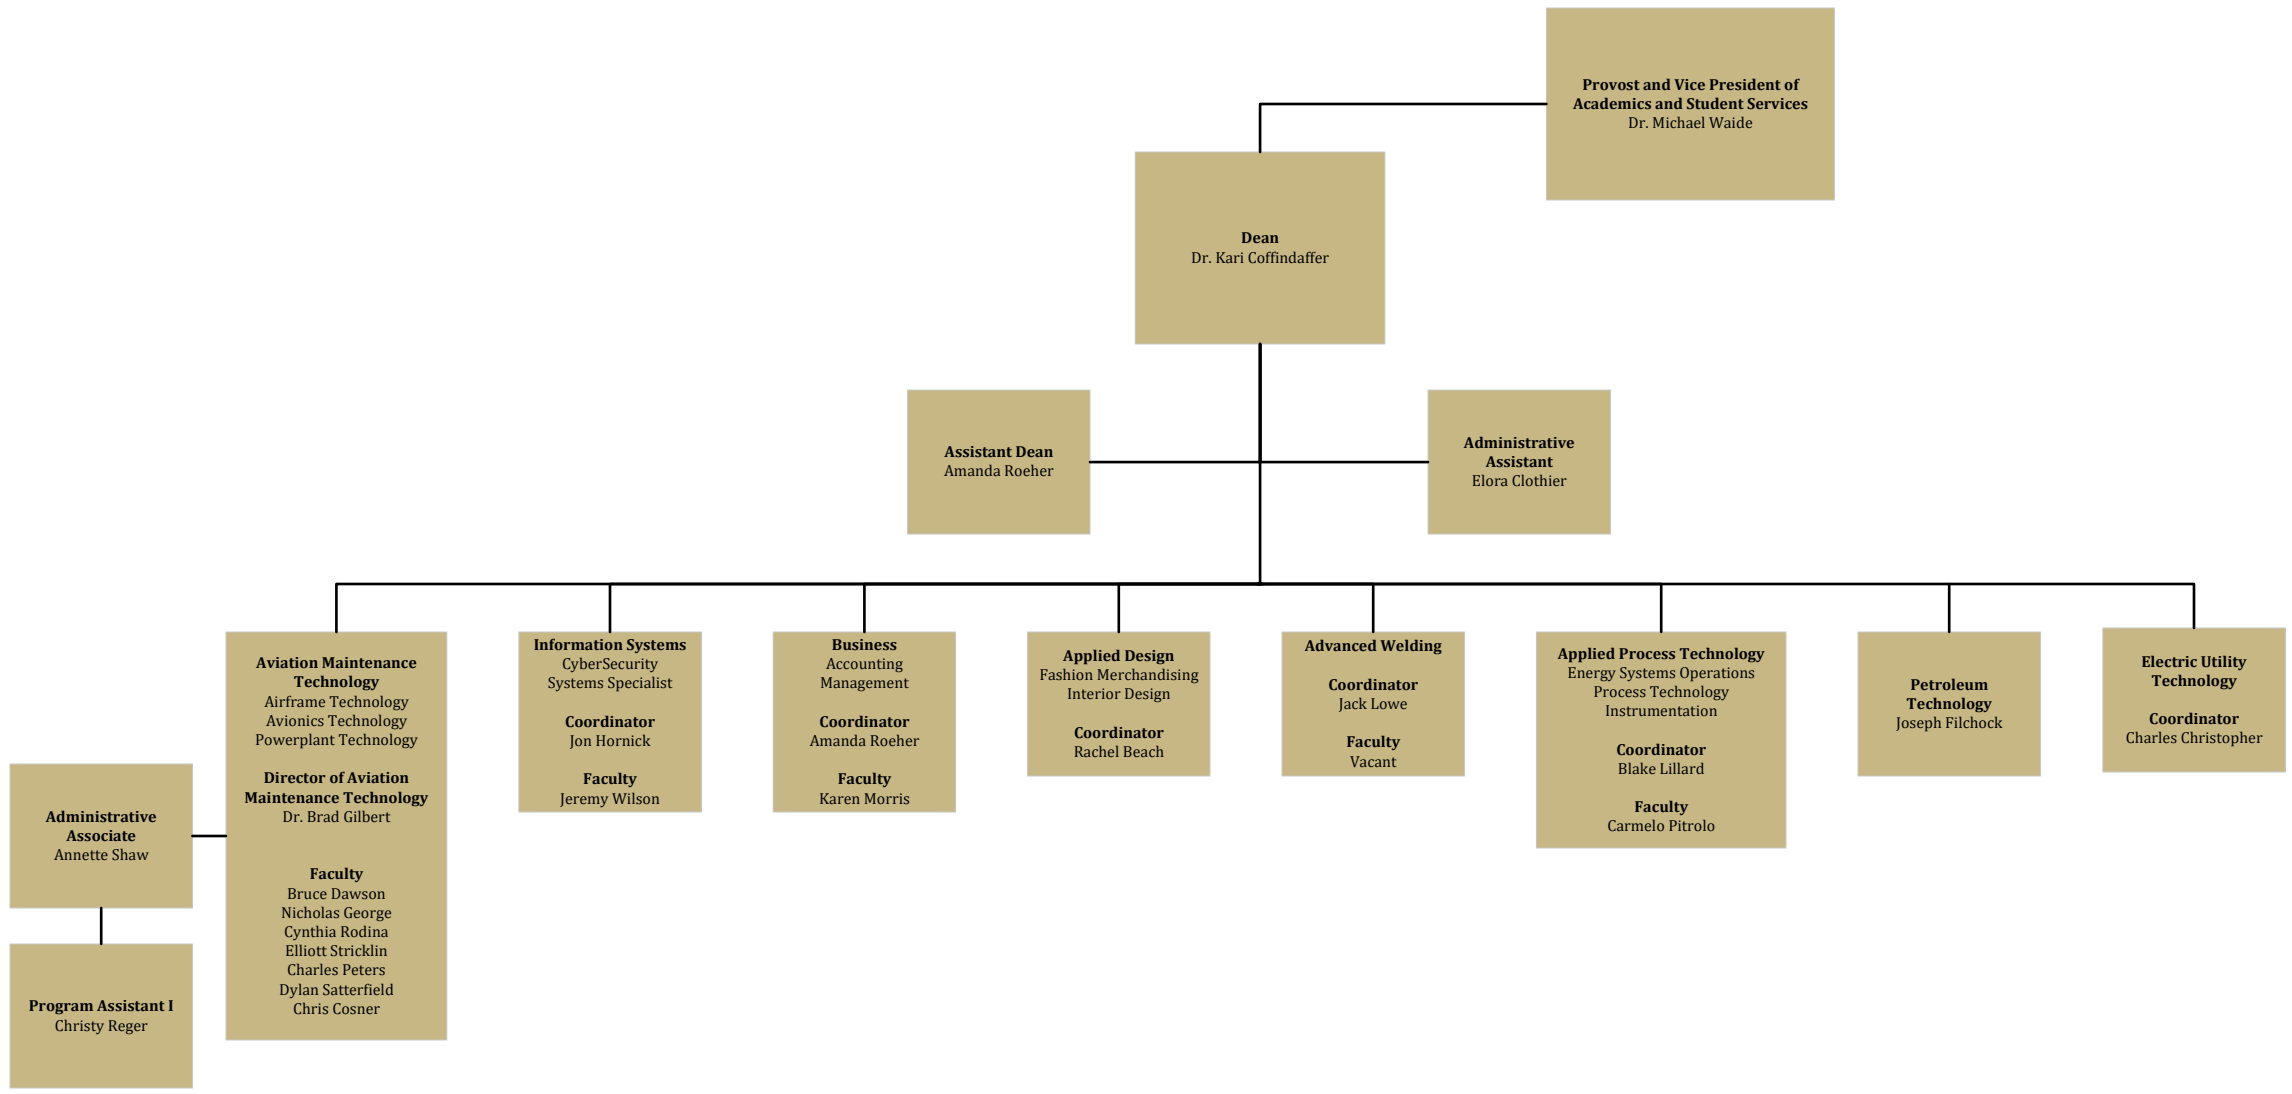 Provost and Vice President of
Academics and Student Services
Dr. Michael Waide
Dean
Dr. Kari Coffindaffer
Assistant Dean
Amanda Roeher
Administrative
Assistant
Elora Clothier
Aviation Maintenance
Technology
Airframe Technology
Avionics Technology
Powerplant Technology
Director of Aviation
Maintenance Technology
Dr. Brad Gilbert
Faculty
Bruce Dawson
Nicholas George
Cynthia Rodina
Elliott Stricklin
Charles Peters
Dylan Satterfield
Chris Cosner
Administrative
Associate
Annette Shaw
Program Assistant I
Christy Reger
Information Systems
CyberSecurity
Systems Specialist
Coordinator
Jon Hornick
Faculty
Jeremy Wilson
Business
Accounting
Management
Coordinator
Amanda Roeher
Faculty
Karen Morris
Applied Design
Fashion Merchandising
Interior Design
Coordinator
Rachel Beach
Advanced Welding
Coordinator
Jack Lowe
Faculty
Vacant
Applied Process Technology
Energy Systems Operations
Process Technology
Instrumentation
Coordinator
Blake Lillard
Faculty
Carmelo Pitrolo
Petroleum
Technology
Joseph Filchock
Electric Utility
Technology
Coordinator
Charles Christopher